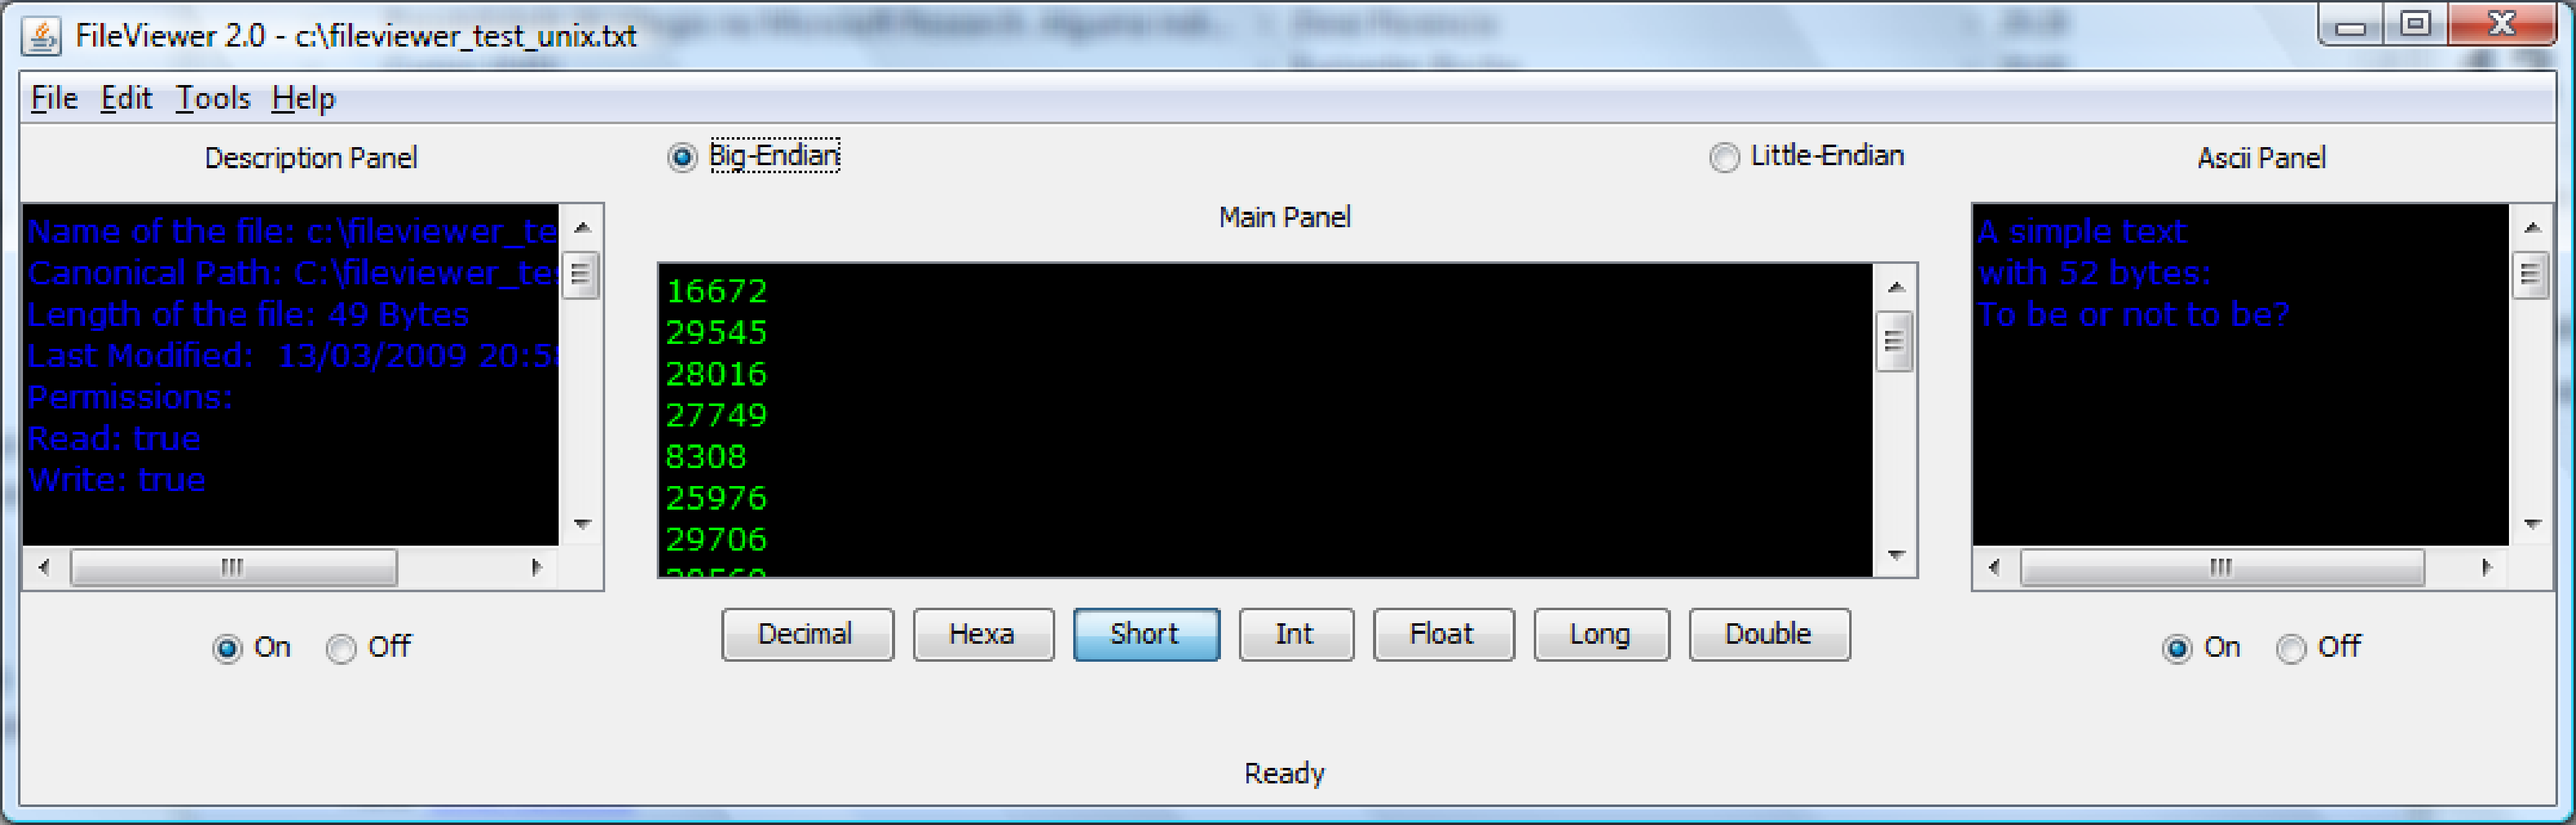 FileViewer 2.0 - c:\fileviewer_test_unix.txt
File Edit Tools Help
Description Panel
Big-Endian
Little-Endian
Ascii Panel
Main Panel
Name of the file: c:\fileviewer_te
Canonical Path: C:\fileviewer_te
Length of the file: 49 Bytes
Last Modified: 13/03/2009 20:58
Permissions:
Read: true
Write: true
16672
29545
28016
27749
8308
25976
29706
A simple text
with 52 bytes:
To be or not to be?
On Off
Decimal Hexa Short Int Float Long Double
On Off
Ready